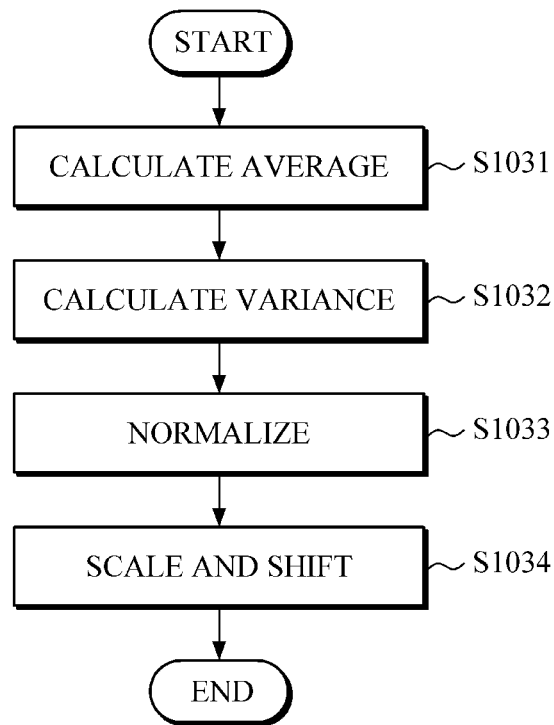 START
CALCULATE AVERAGE
S1031
CALCULATE VARIANCE
S1032
NORMALIZE
S1033
SCALE AND SHIFT
S1034
END